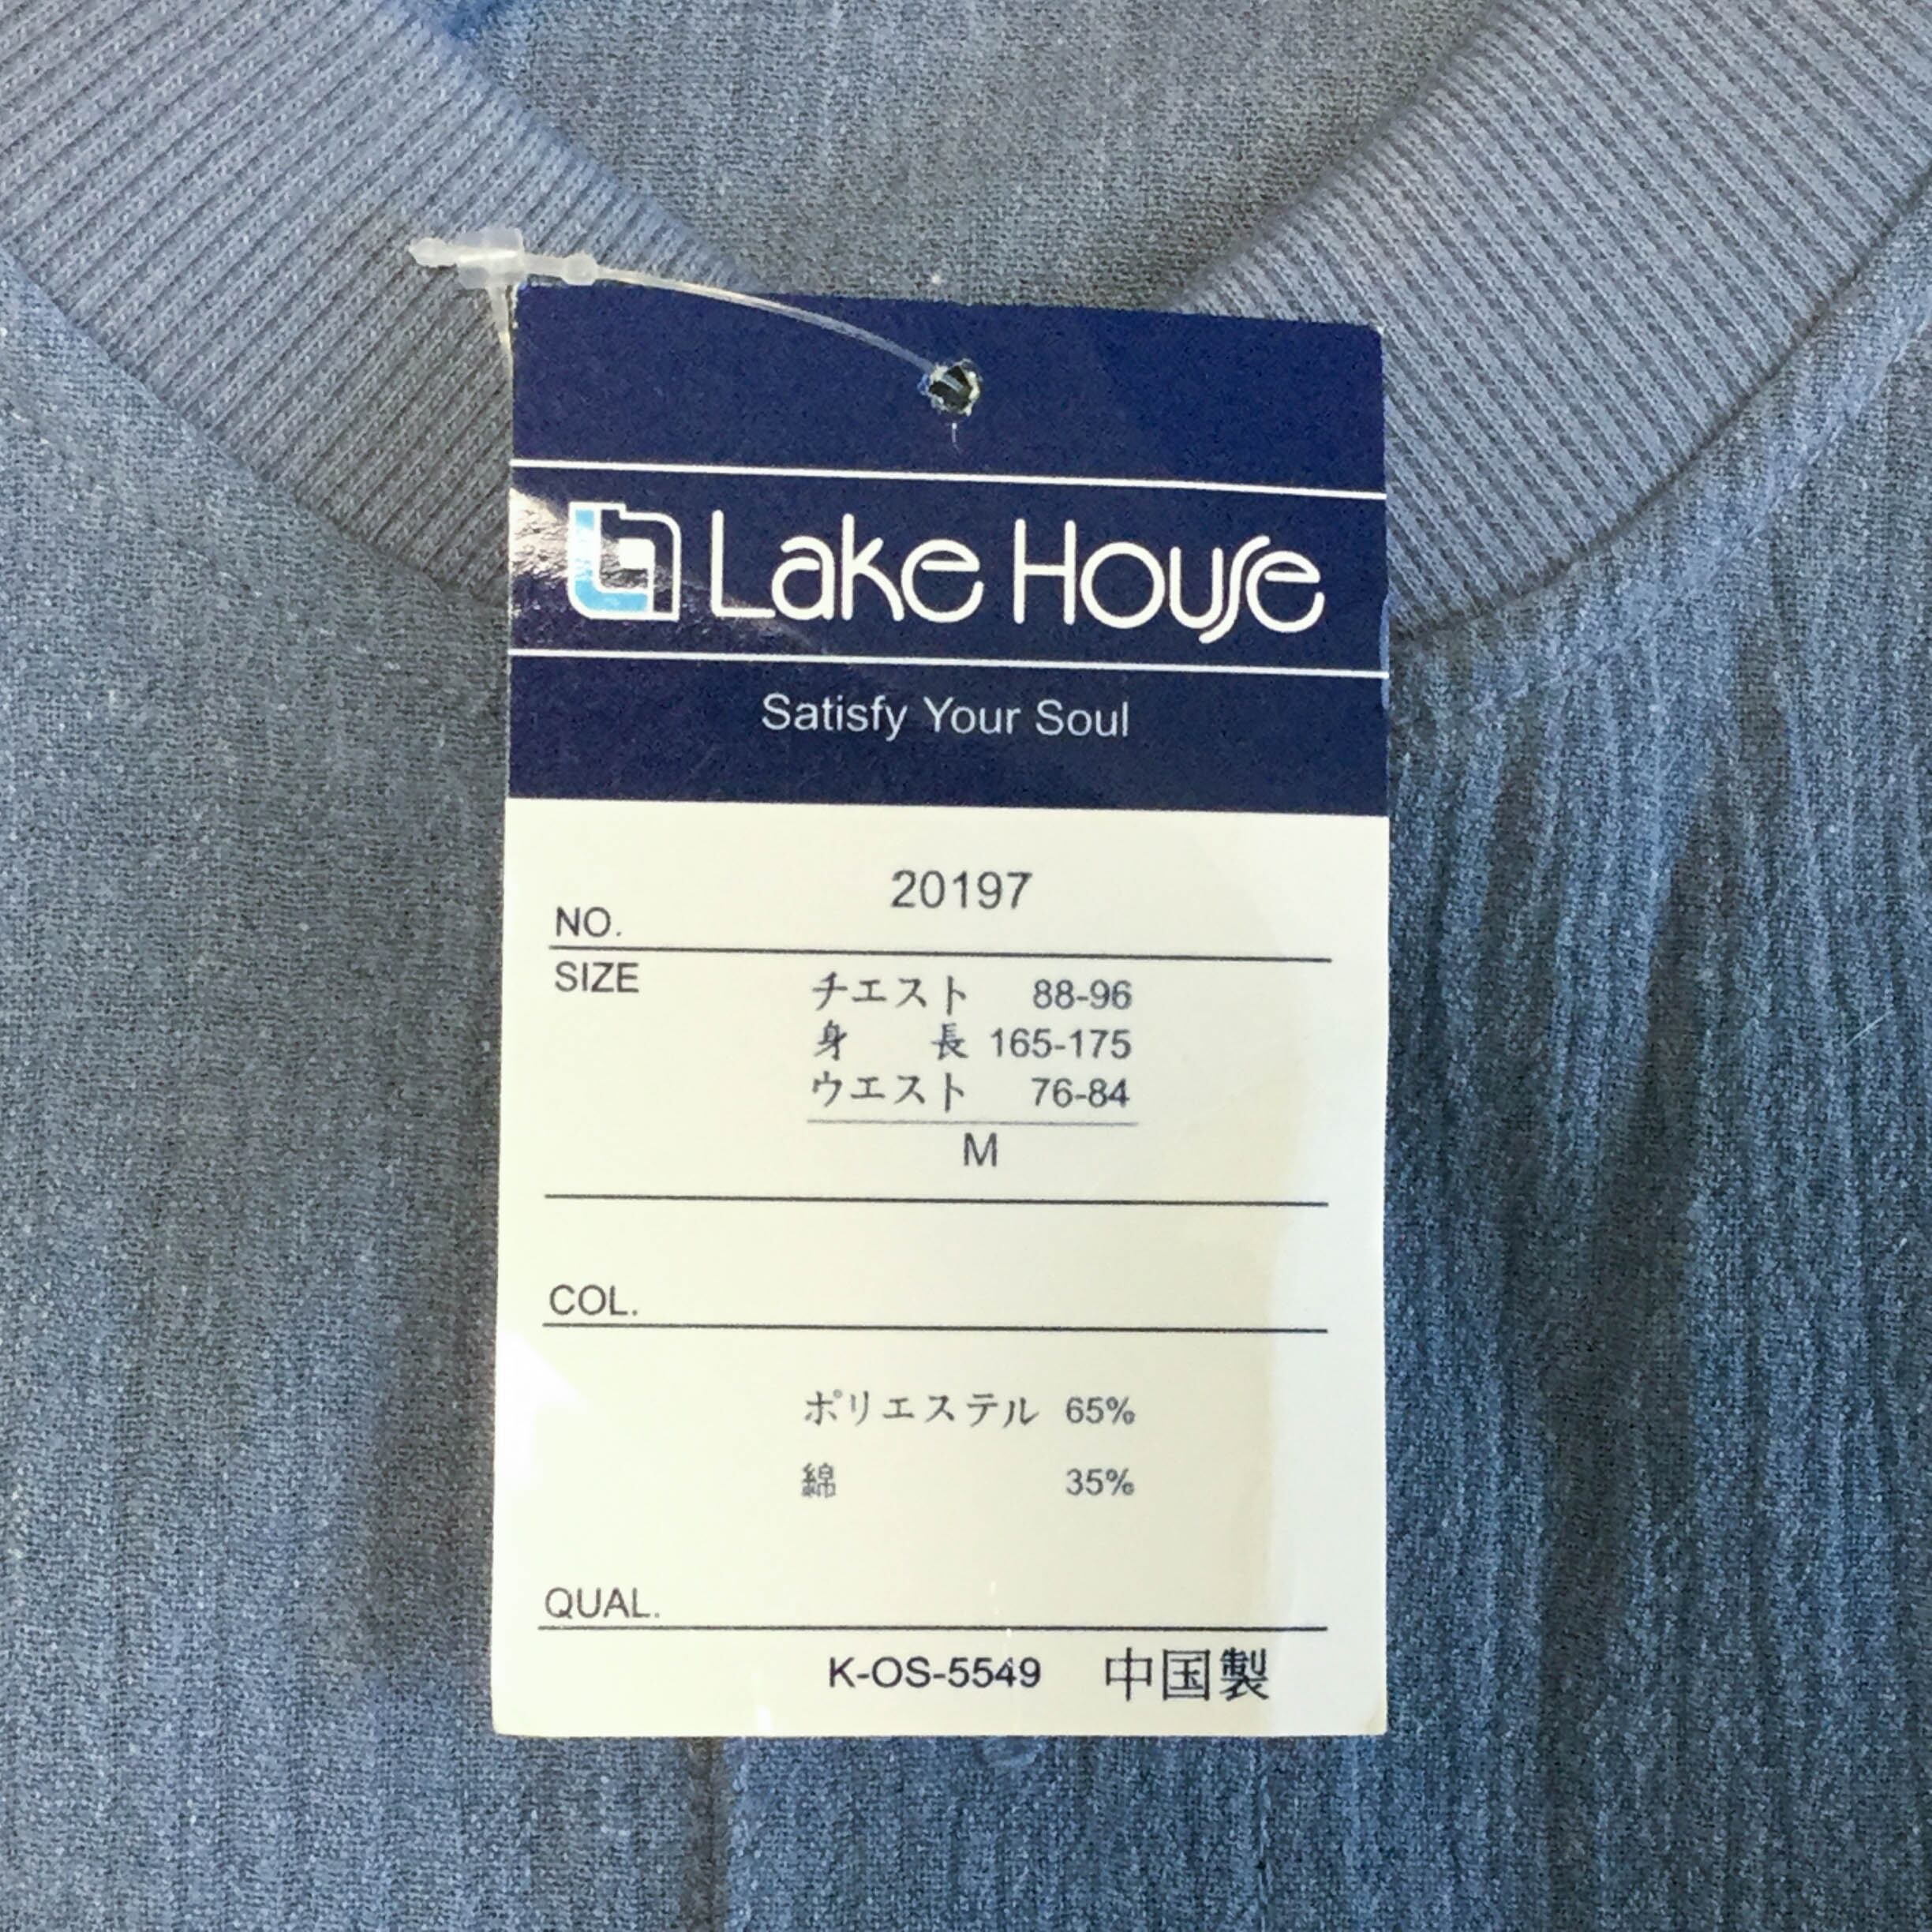 Lake House
Satisfy Your Soul
20197
NO.
SIZE
チエスト 88-96
身長 165-175
ウエスト 76-84
M
COL.
ポリエステル 65%
綿 35%
QUAL.
K-OS-5549 中国製